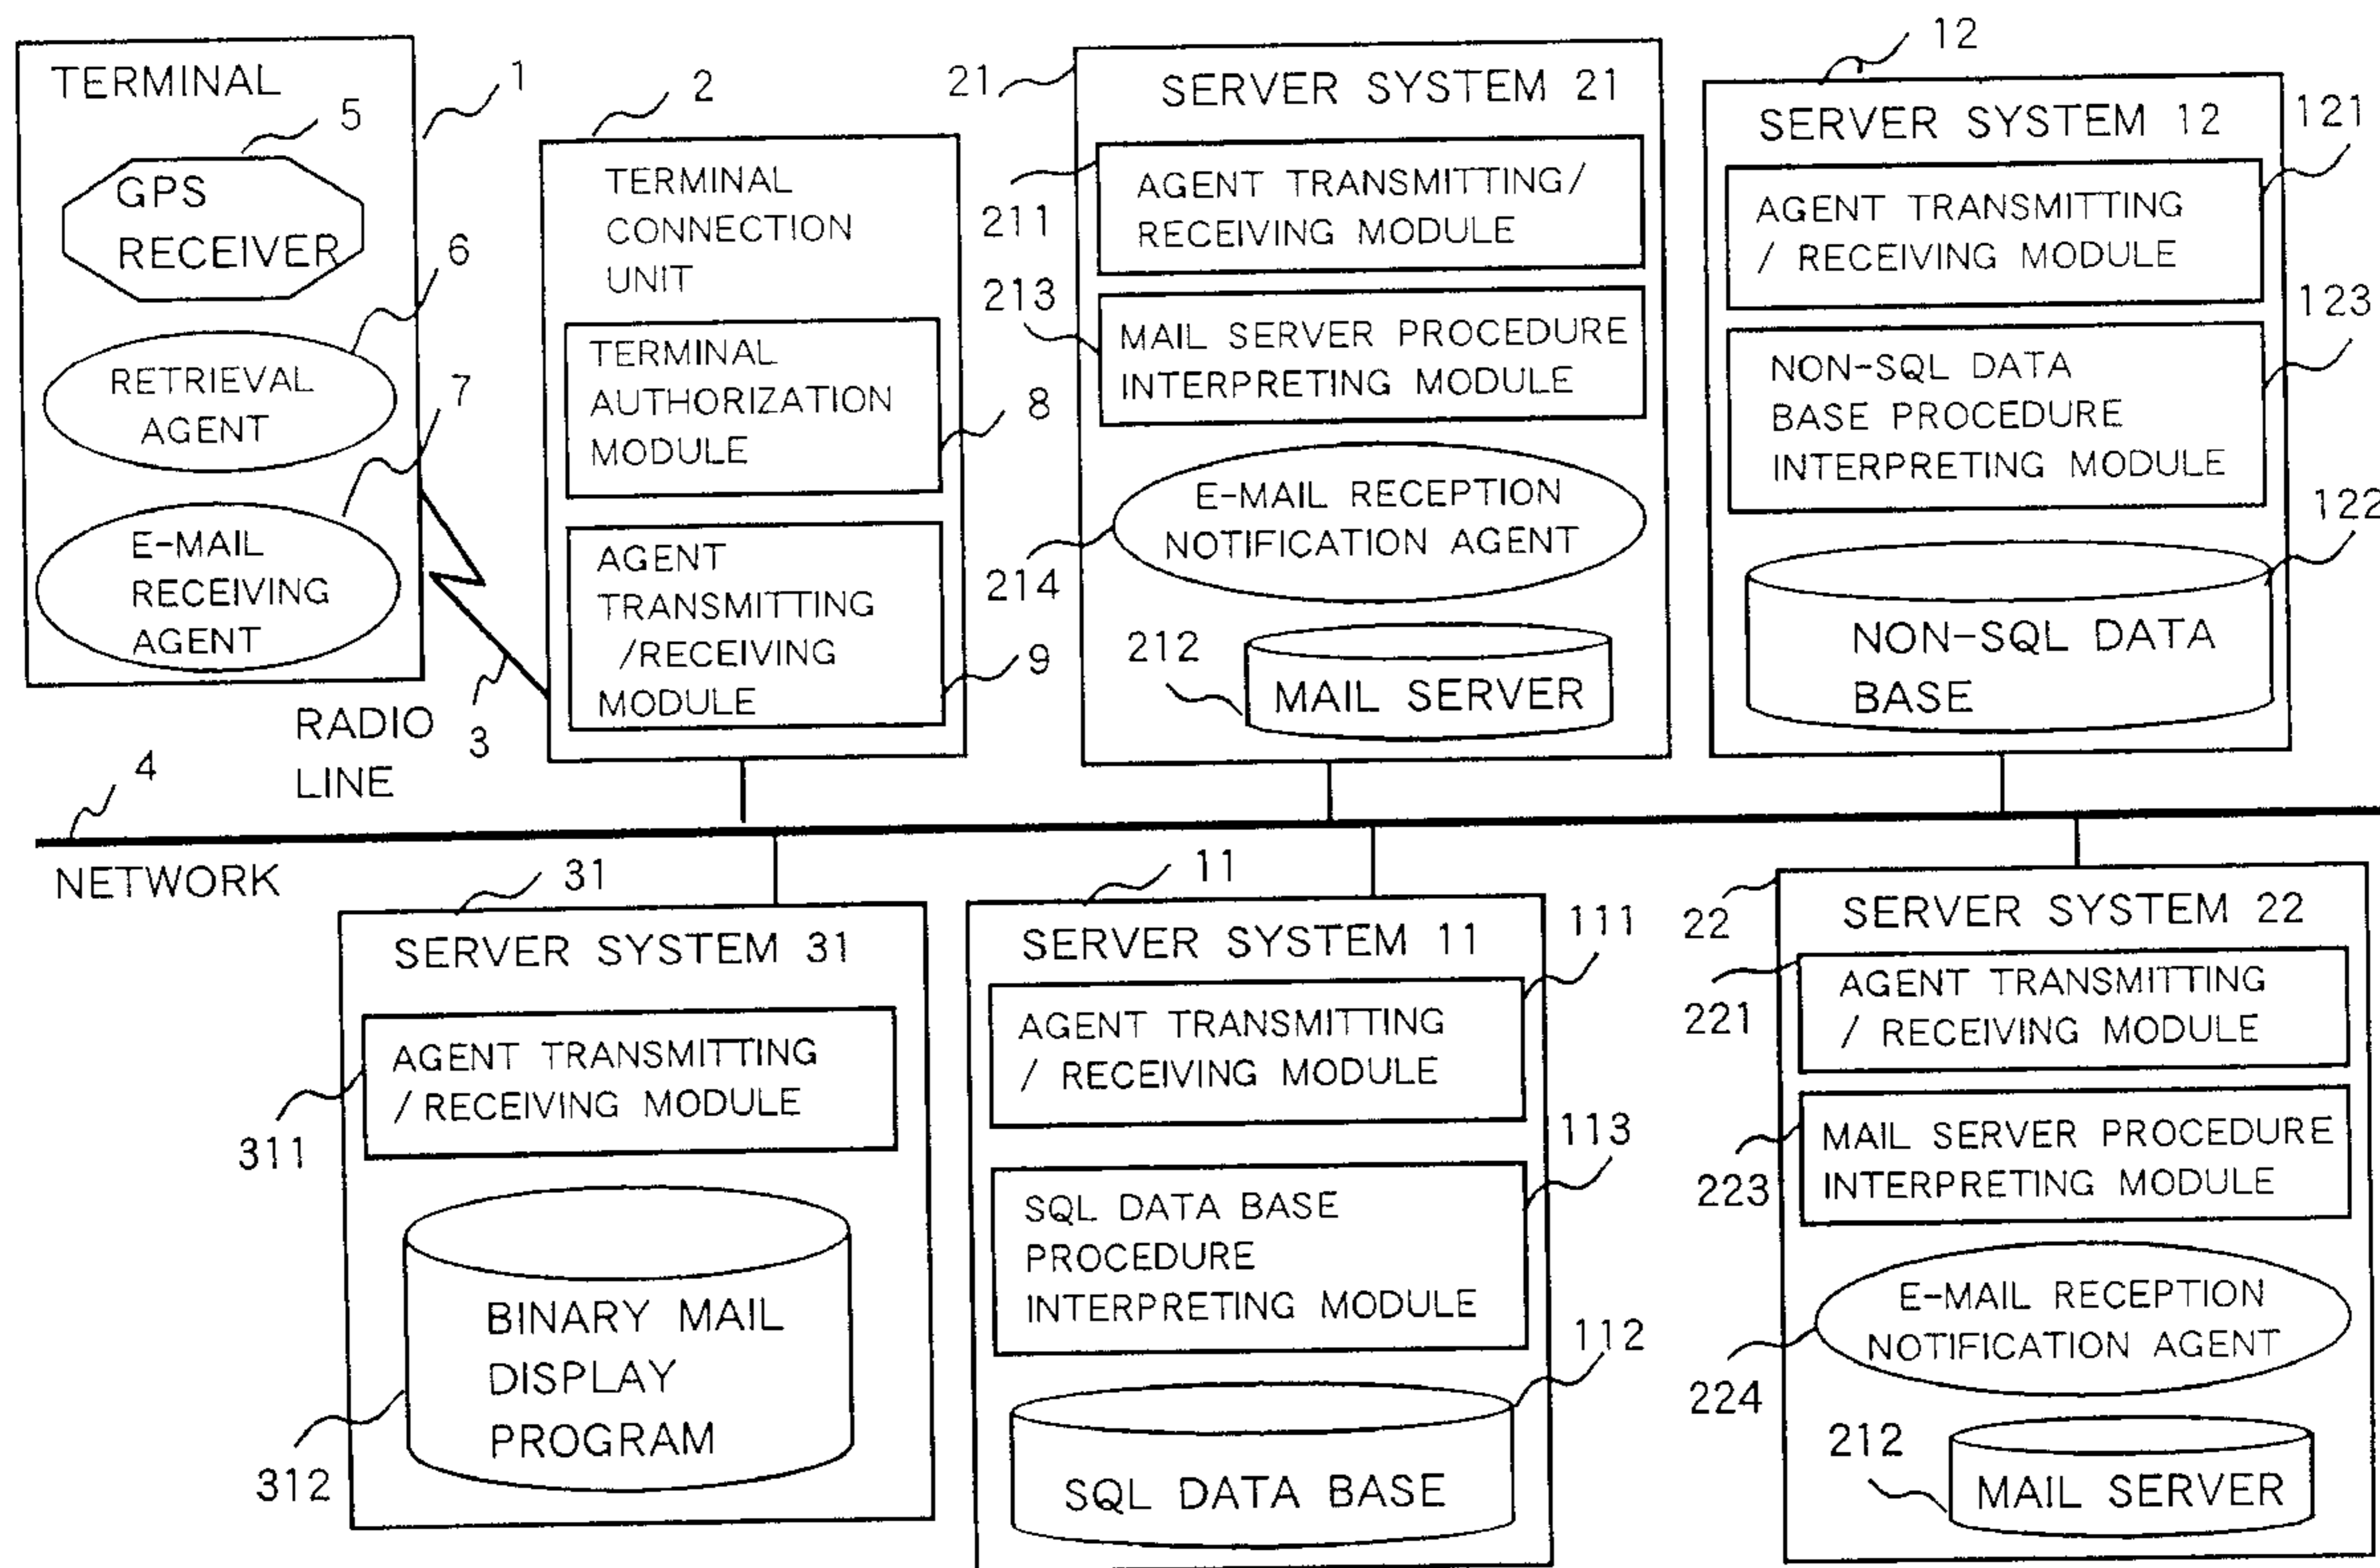 TERMINAL
1
5
GPS
RECEIVER
6
RETRIEVAL
AGENT
7
E-MAIL
RECEIVING
AGENT
RADIO
LINE
3
4
NETWORK
2
TERMINAL
CONNECTION
UNIT
TERMINAL
AUTHORIZATION
MODULE
8
AGENT
TRANSMITTING
/RECEIVING
MODULE
9
21
SERVER SYSTEM 21
211
AGENT TRANSMITTING/
RECEIVING MODULE
213
MAIL SERVER PROCEDURE
INTERPRETING MODULE
E-MAIL RECEPTION
NOTIFICATION AGENT
214
212
MAIL SERVER
12
SERVER SYSTEM 12
121
AGENT TRANSMITTING
/ RECEIVING MODULE
123
NON-SQL DATA
BASE PROCEDURE
INTERPRETING MODULE
122
NON-SQL DATA
BASE
31
SERVER SYSTEM 31
AGENT TRANSMITTING
/ RECEIVING MODULE
311
BINARY MAIL
DISPLAY
PROGRAM
312
11
SERVER SYSTEM 11
111
AGENT TRANSMITTING
/ RECEIVING MODULE
113
SQL DATA BASE
PROCEDURE
INTERPRETING MODULE
112
SQL DATA BASE
22
SERVER SYSTEM 22
221
AGENT TRANSMITTING
/ RECEIVING MODULE
223
MAIL SERVER PROCEDURE
INTERPRETING MODULE
E-MAIL RECEPTION
NOTIFICATION AGENT
224
212
MAIL SERVER